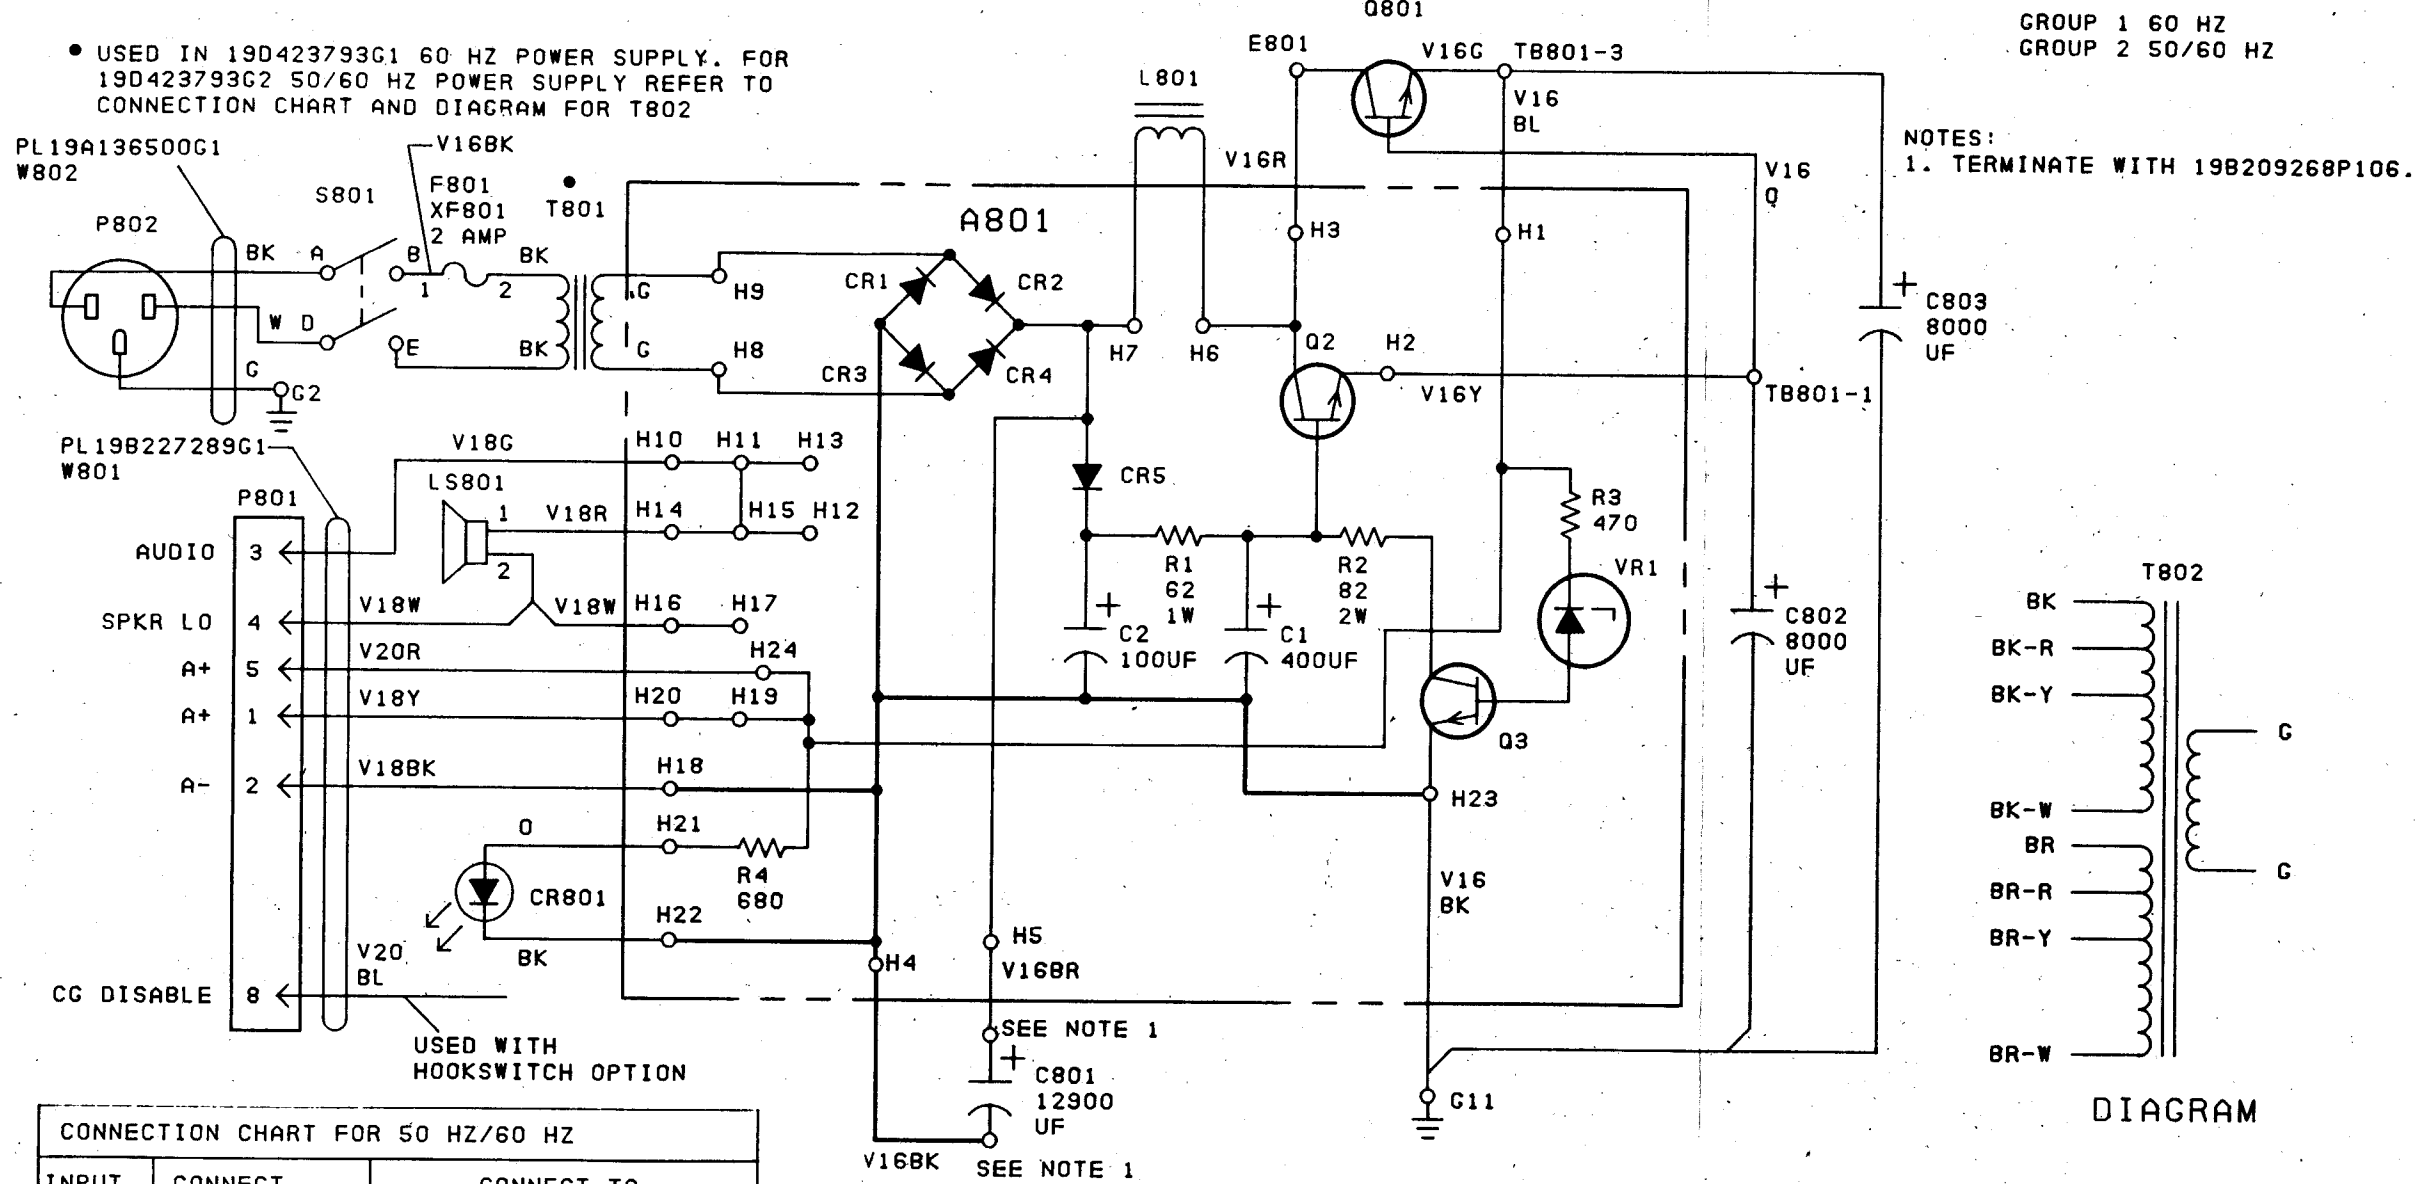 Q801
GROUP 1 60 HZ
GROUP 2 50/60 HZ
● USED IN 19D423793G1 60 HZ POWER SUPPLY. FOR
19D423793G2 50/60 HZ POWER SUPPLY REFER TO
CONNECTION CHART AND DIAGRAM FOR T802
E801
V16G
TB801-3
L801
V16
BL
V16R
NOTES:
1. TERMINATE WITH 19B209268P106.
V16
O
PL19A136500G1
W802
V16BK
P802
S801
F801
XF801
2 AMP
●
T801
A801
BK
A
B
1
2
BK
G
H9
CR1
CR2
H3
H1
W
D
E
BK
G
H8
CR3
CR4
H7
H6
Q2
H2
V16Y
TB801-1
+
C803
8000
UF
G
G2
PL19B227289G1
W801
V18G
H10
H11
H13
LS801
P801
1
V18R
H14
H15
H12
CR5
R3
470
AUDIO
3
2
R1
62
1W
R2
82
2W
VR1
T802
SPKR LO
4
V18W
V18W
H16
H17
+
C2
100UF
+
C1
400UF
+
C802
8000
UF
A+
5
V20R
H24
A+
1
V18Y
H20
H19
Q3
A-
2
V18BK
H18
H23
O
H21
R4
680
CR801
V16
BK
H22
BK
H4
H5
V16BR
CG DISABLE
8
V20
BL
USED WITH
HOOKSWITCH OPTION
SEE NOTE 1
+
C801
12900
UF
G11
V16BK
SEE NOTE 1
BK
BK-R
BK-Y
G
BK-W
BR
G
BR-R
BR-Y
BR-W
DIAGRAM
CONNECTION CHART FOR 50 HZ/60 HZ
INPUT
CONNECT
CONNECT TO